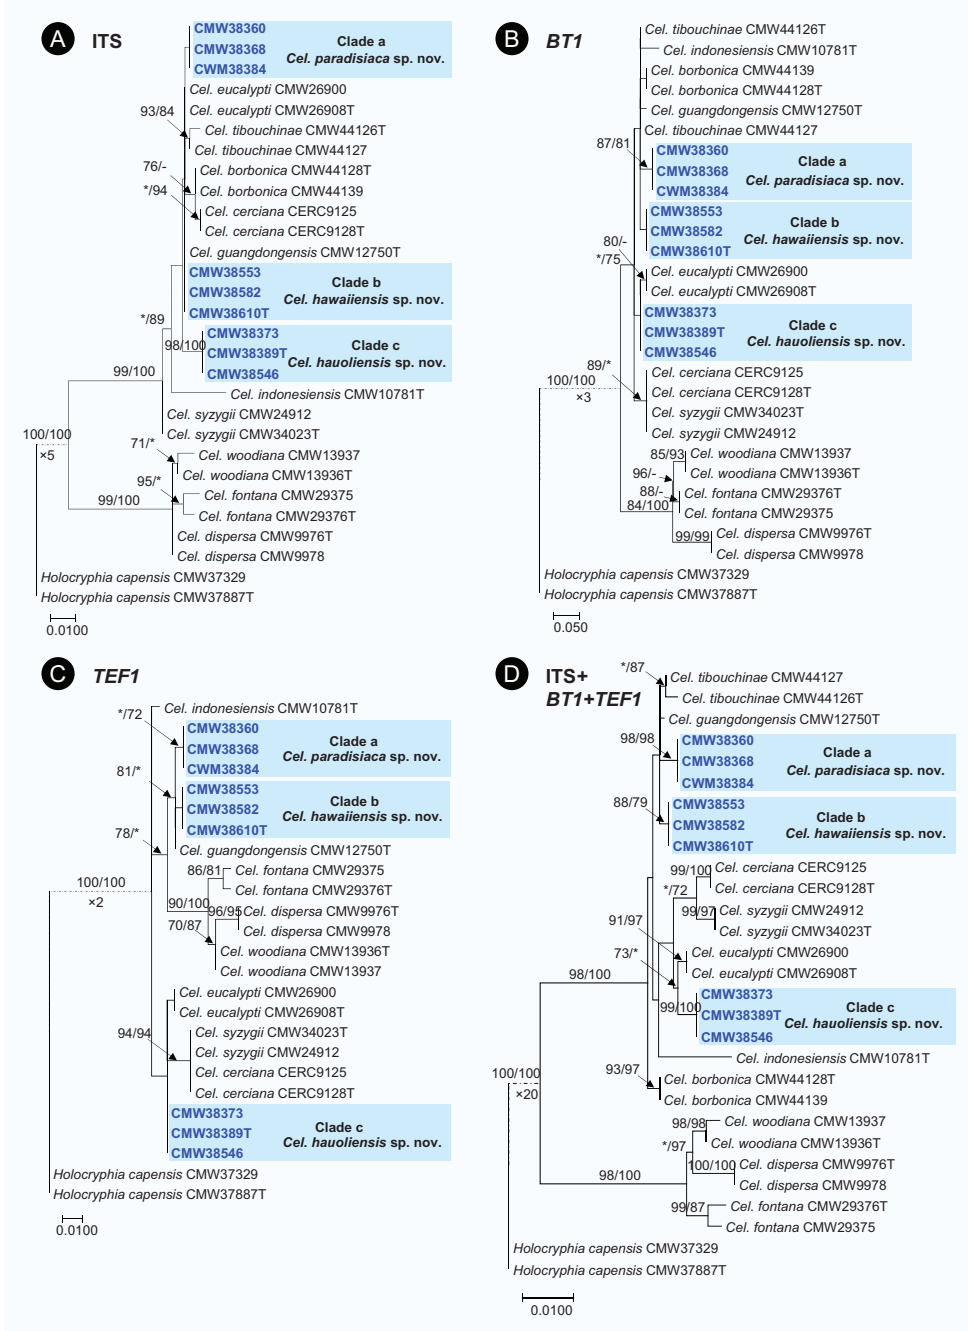 A ITS
CMW38360
CMW38368
CWM38384
Clade a
Cel. paradisiaca sp. nov.
Cel. eucalypti CMW26900
Cel. eucalypti CMW26908T
93/84
Cel. tibouchinae CMW44126T
Cel. tibouchinae CMW44127
76/-
Cel. borbonica CMW44128T
Cel. borbonica CMW44139
*/94
Cel. cerciana CERC9125
Cel. cerciana CERC9128T
Cel. guangdongensis CMW12750T
CMW38553
CMW38582
CMW38610T
Clade b
Cel. hawaiiensis sp. nov.
*/89
98/100
CMW38373
CMW38389T
CMW38546
Clade c
Cel. hauoliensis sp. nov.
99/100
Cel. indonesiensis CMW10781T
Cel. syzygii CMW24912
Cel. syzygii CMW34023T
100/100
×5
71/*
Cel. woodiana CMW13937
Cel. woodiana CMW13936T
95/*
Cel. fontana CMW29375
99/100
Cel. fontana CMW29376T
Cel. dispersa CMW9976T
Cel. dispersa CMW9978
Holocryphia capensis CMW37329
Holocryphia capensis CMW37887T
0.0100
B BT1
Cel. tibouchinae CMW44126T
Cel. indonesiensis CMW10781T
Cel. borbonica CMW44139
Cel. borbonica CMW44128T
Cel. guangdongensis CMW12750T
Cel. tibouchinae CMW44127
87/81
CMW38360
CMW38368
CWM38384
Clade a
Cel. paradisiaca sp. nov.
CMW38553
CMW38582
CMW38610T
Clade b
Cel. hawaiiensis sp. nov.
80/-
*/75
Cel. eucalypti CMW26900
Cel. eucalypti CMW26908T
CMW38373
CMW38389T
CMW38546
Clade c
Cel. hauoliensis sp. nov.
89/*
Cel. cerciana CERC9125
100/100
×3
Cel. cerciana CERC9128T
Cel. syzygii CMW34023T
Cel. syzygii CMW24912
85/93
Cel. woodiana CMW13937
Cel. woodiana CMW13936T
96/-
88/-
84/100
Cel. fontana CMW29376T
Cel. fontana CMW29375
99/99
Cel. dispersa CMW9976T
Cel. dispersa CMW9978
Holocryphia capensis CMW37329
Holocryphia capensis CMW37887T
0.050
C TEF1
Cel. indonesiensis CMW10781T
*/72
CMW38360
CMW38368
CWM38384
Clade a
Cel. paradisiaca sp. nov.
81/*
CMW38553
CMW38582
CMW38610T
Clade b
Cel. hawaiiensis sp. nov.
78/*
Cel. guangdongensis CMW12750T
86/81
Cel. fontana CMW29375
Cel. fontana CMW29376T
100/100
×2
90/100
96/95
Cel. dispersa CMW9976T
Cel. dispersa CMW9978
70/87
Cel. woodiana CMW13936T
Cel. woodiana CMW13937
Cel. eucalypti CMW26900
Cel. eucalypti CMW26908T
94/94
Cel. syzygii CMW34023T
Cel. syzygii CMW24912
Cel. cerciana CERC9125
Cel. cerciana CERC9128T
CMW38373
CMW38389T
CMW38546
Clade c
Cel. hauoliensis sp. nov.
Holocryphia capensis CMW37329
Holocryphia capensis CMW37887T
0.0100
D ITS+
BT1+TEF1
*/87
Cel. tibouchinae CMW44127
Cel. tibouchinae CMW44126T
Cel. guangdongensis CMW12750T
98/98
CMW38360
CMW38368
CWM38384
Clade a
Cel. paradisiaca sp. nov.
88/79
CMW38553
CMW38582
CMW38610T
Clade b
Cel. hawaiiensis sp. nov.
99/100
Cel. cerciana CERC9125
Cel. cerciana CERC9128T
*/72
99/97
Cel. syzygii CMW24912
Cel. syzygii CMW34023T
91/97
Cel. eucalypti CMW26900
Cel. eucalypti CMW26908T
73/*
98/100
99/100
CMW38373
CMW38389T
CMW38546
Clade c
Cel. hauoliensis sp. nov.
Cel. indonesiensis CMW10781T
93/97
Cel. borbonica CMW44128T
Cel. borbonica CMW44139
100/100
×20
98/98
Cel. woodiana CMW13937
Cel. woodiana CMW13936T
*/97
100/100
Cel. dispersa CMW9976T
Cel. dispersa CMW9978
98/100
99/87
Cel. fontana CMW29376T
Cel. fontana CMW29375
Holocryphia capensis CMW37329
Holocryphia capensis CMW37887T
0.0100